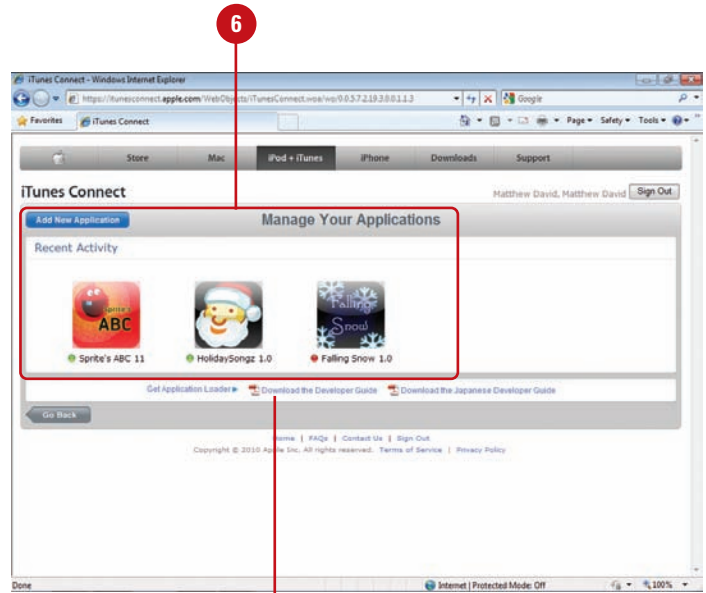 6
iTunes Connect - Windows Internet Explorer
https://itunesconnect.apple.com/WebObjects/iTunesConnect.woa/wo/0.0.5.7.2.19.3.0.0.1.1.3
Google
Favorites iTunes Connect Page Safety Tools
Store Mac iPod + iTunes iPhone Downloads Support
iTunes Connect Matthew David, Matthew David Sign Out
Add New Application Manage Your Applications
Recent Activity
Sprite's
ABC
Falling
Snow
Sprite's ABC 11 HolidaySongz 1.0 Falling Snow 1.0
Get Application Loader Download the Developer Guide Download the Japanese Developer Guide
Go Back
Home | FAQs | Contact Us | Sign Out
Copyright © 2010 Apple Inc. All rights reserved. Terms of Service | Privacy Policy
Done Internet | Protected Mode: Off 100%